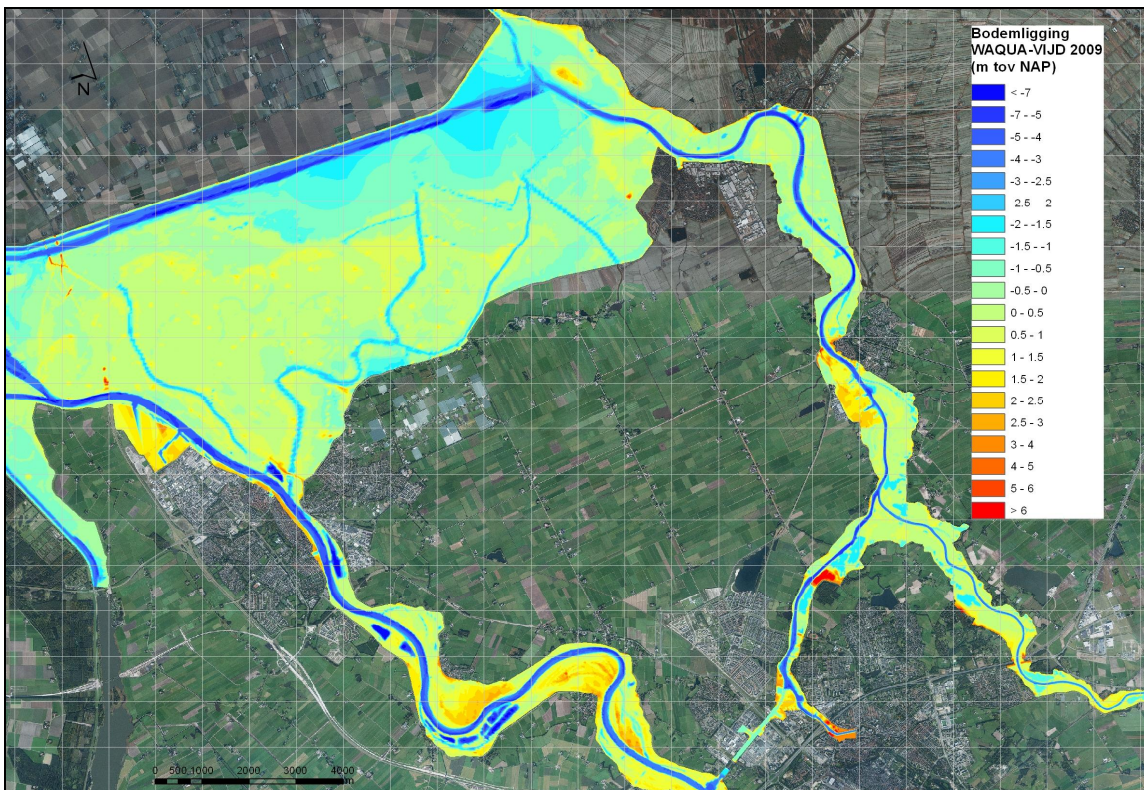 Bodemligging
WAQUA-VIJD 2009
(m tov NAP)
< -7
-7 - -5
-5 - -4
-4 - -3
-3 - -2.5
2.5 2
-2 - -1.5
-1.5 - -1
-1 - -0.5
-0.5 - 0
0 - 0.5
0.5 - 1
1 - 1.5
1.5 - 2
2 - 2.5
2.5 - 3
3 - 4
4 - 5
5 - 6
> 6
N
0 500 1000 2000 3000 4000